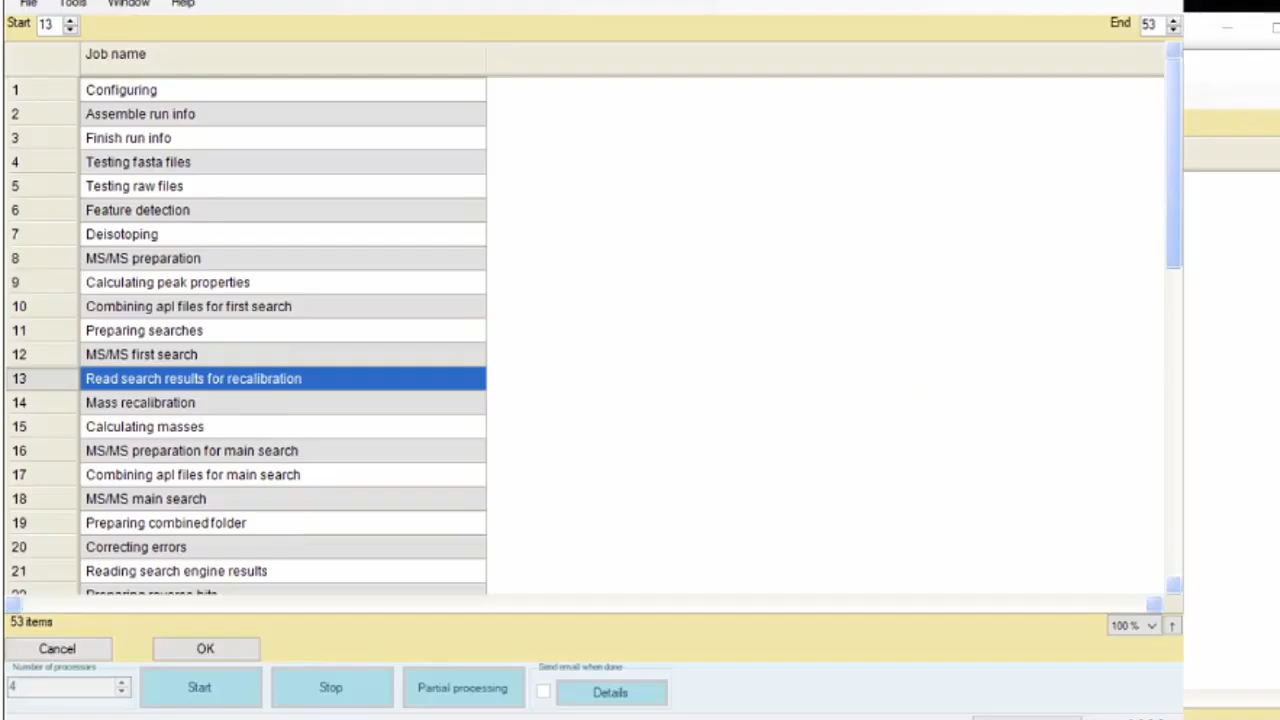 File Tools Window Help
Start 13 End 53
Job name
1 Configuring
2 Assemble run info
3 Finish run info
4 Testing fasta files
5 Testing raw files
6 Feature detection
7 Deisotoping
8 MS/MS preparation
9 Calculating peak properties
10 Combining apl files for first search
11 Preparing searches
12 MS/MS first search
13 Read search results for recalibration
14 Mass recalibration
15 Calculating masses
16 MS/MS preparation for main search
17 Combining apl files for main search
18 MS/MS main search
19 Preparing combined folder
20 Correcting errors
21 Reading search engine results
22 Preparing reverse hits
53 items
100 %
Cancel OK
Number of processors
Send email when done
4
Start Stop Partial processing Details